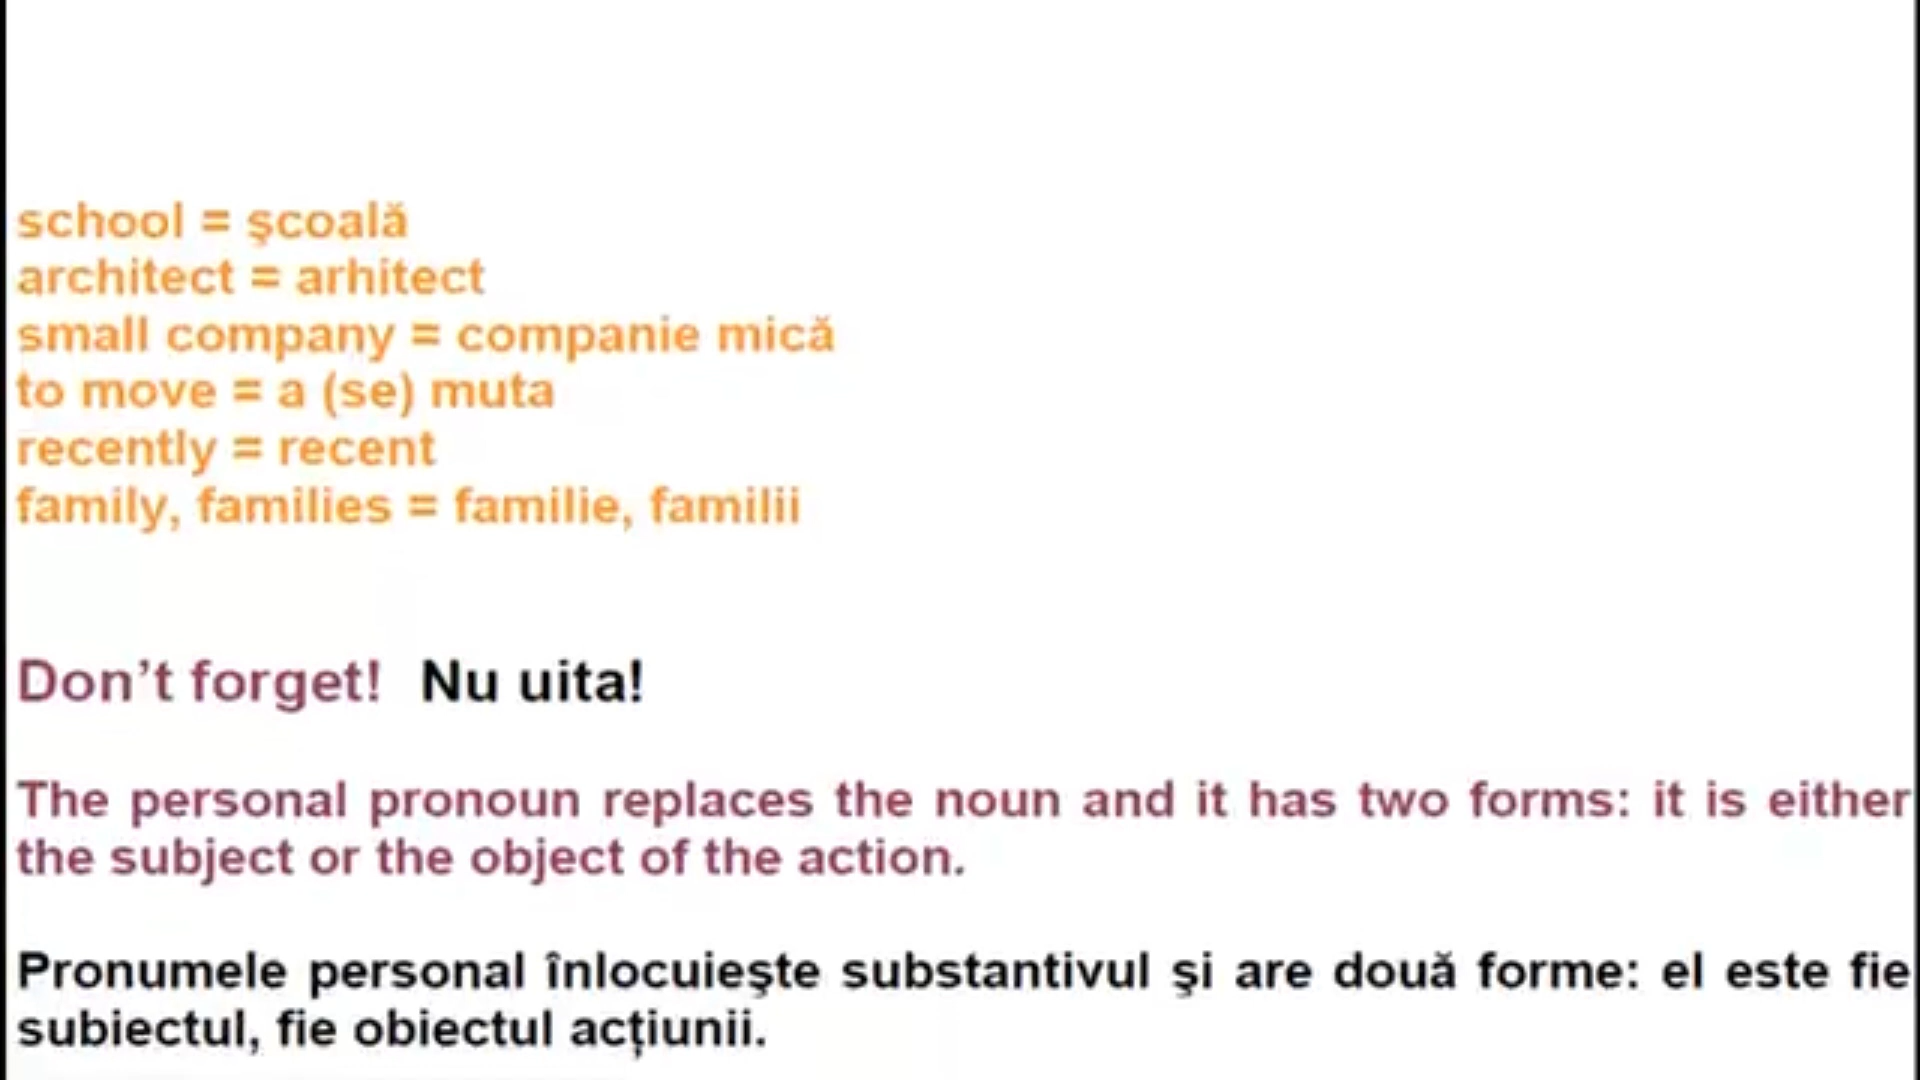 school = şcoală
architect = arhitect
small company = companie mică
to move = a (se) muta
recently = recent
family, families = familie, familii
Don’t forget! Nu uita!
The personal pronoun replaces the noun and it has two forms: it is either
the subject or the object of the action.
Pronumele personal înlocuieşte substantivul şi are două forme: el este fie
subiectul, fie obiectul acțiunii.